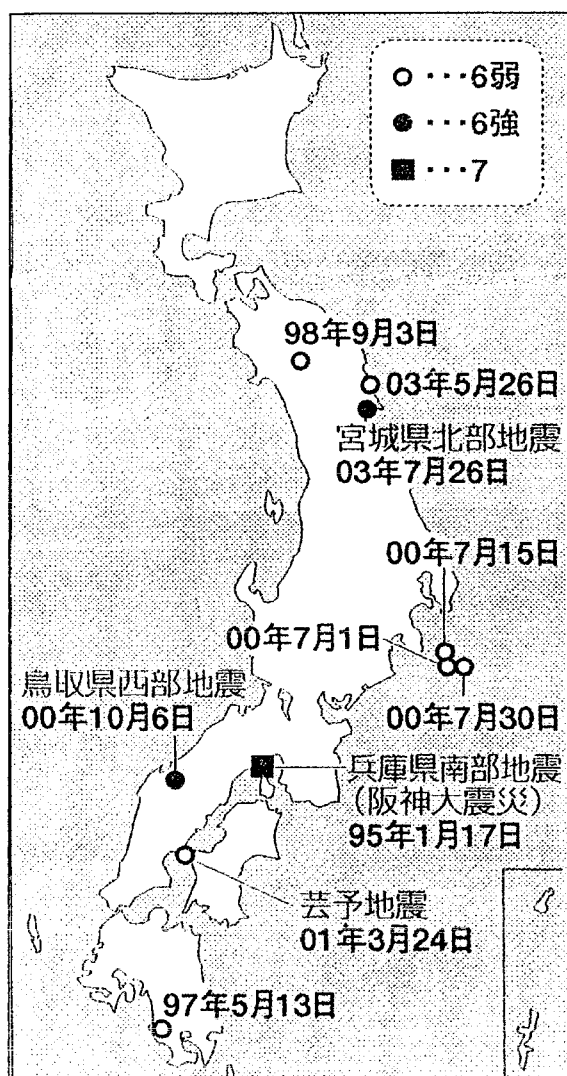 ○・・・6弱
●・・・6強
■・・・7
98年9月3日
03年5月26日
宮城県北部地震
03年7月26日
00年7月15日
00年7月1日
00年7月30日
鳥取県西部地震
00年10月6日
兵庫県南部地震
(阪神大震災)
95年1月17日
芸予地震
01年3月24日
97年5月13日